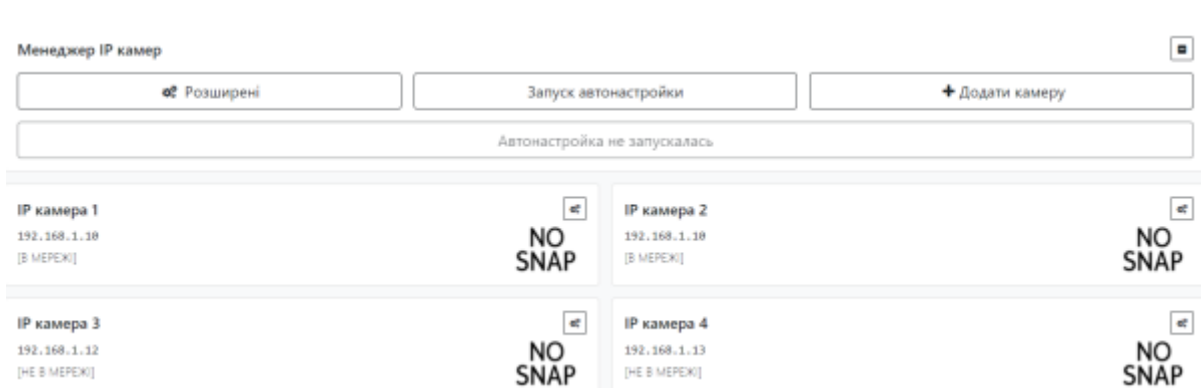 Менеджер IP камер
Розширені
Запуск автонастройки
Додати камеру
Автонастройка не запускалась
IP камера 1
192.168.1.10
[В МЕРЕЖІ]
NO
SNAP
IP камера 2
192.168.1.10
[В МЕРЕЖІ]
NO
SNAP
IP камера 3
192.168.1.12
[НЕ В МЕРЕЖІ]
NO
SNAP
IP камера 4
192.168.1.13
[НЕ В МЕРЕЖІ]
NO
SNAP